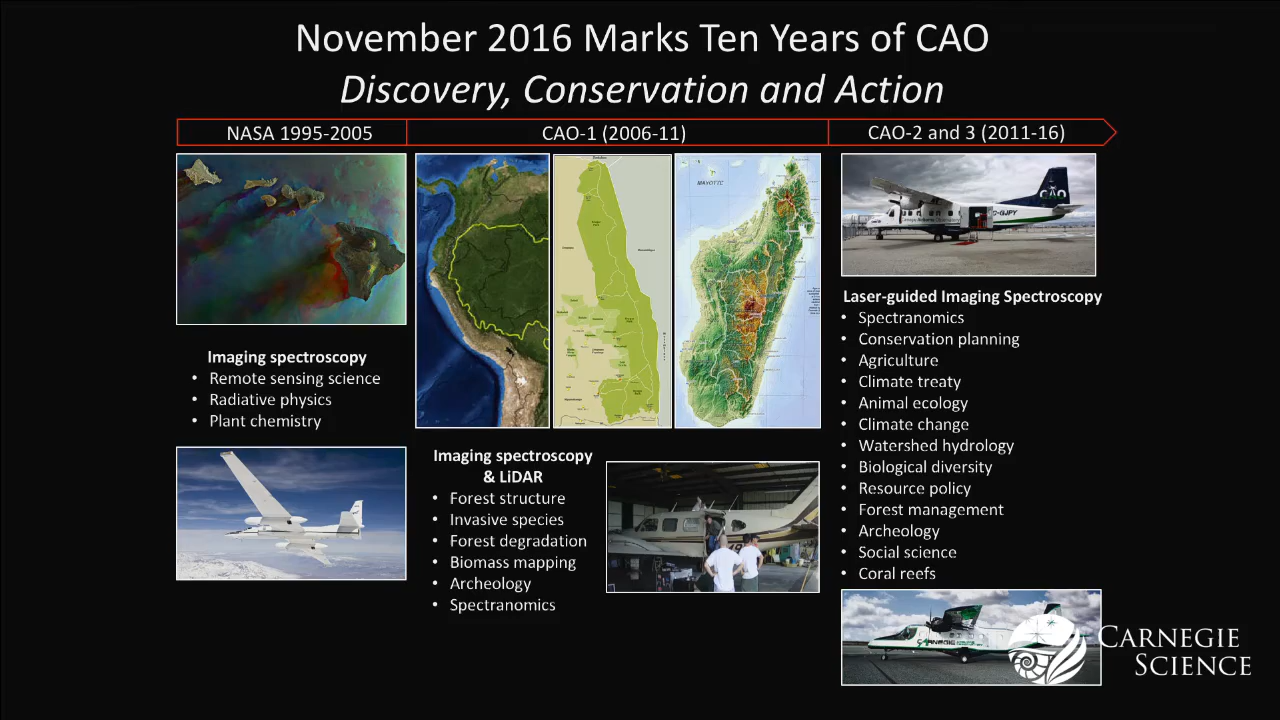 November 2016 Marks Ten Years of CAO
Discovery, Conservation and Action
NASA 1995-2005
CAO-1 (2006-11)
CAO-2 and 3 (2011-16)
Imaging spectroscopy
• Remote sensing science
• Radiative physics
• Plant chemistry
MAYOTTE
Imaging spectroscopy
& LiDAR
• Forest structure
• Invasive species
• Forest degradation
• Biomass mapping
• Archeology
• Spectranomics
CAO
C-GJPY
Laser-guided Imaging Spectroscopy
• Spectranomics
• Conservation planning
• Agriculture
• Climate treaty
• Animal ecology
• Climate change
• Watershed hydrology
• Biological diversity
• Resource policy
• Forest management
• Archeology
• Social science
• Coral reefs
CARNEGIE
CARNEGIE
SCIENCE